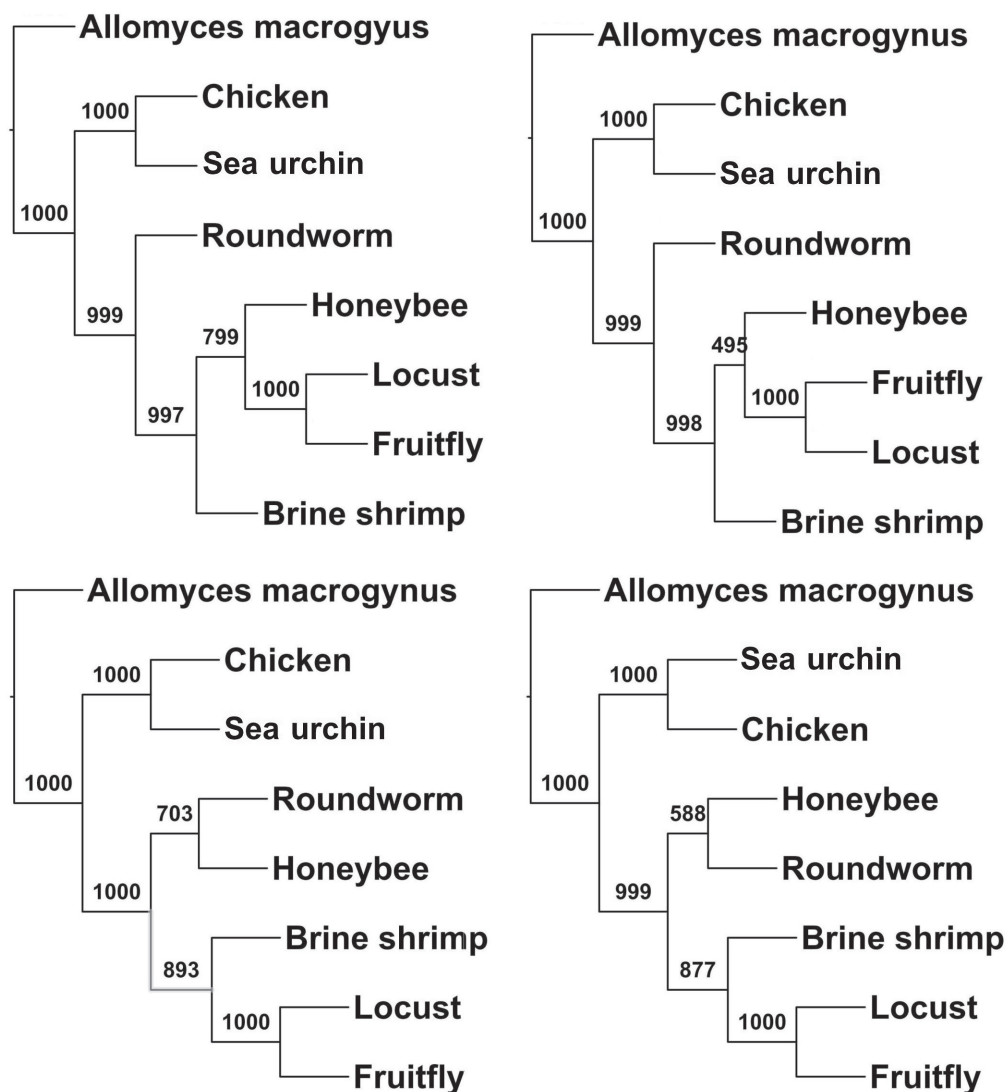 Allomyces macrogyus
1000
Chicken
Sea urchin
1000
Roundworm
999
Honeybee
799
Locust
1000
997
Fruitfly
Brine shrimp
Allomyces macrogynus
1000
Chicken
Sea urchin
1000
Roundworm
999
Honeybee
495
Fruitfly
1000
998
Locust
Brine shrimp
Allomyces macrogynus
1000
Chicken
Sea urchin
1000
Roundworm
703
Honeybee
1000
Brine shrimp
893
Locust
1000
Fruitfly
Allomyces macrogynus
1000
Sea urchin
Chicken
1000
Honeybee
588
Roundworm
999
Brine shrimp
877
Locust
1000
Fruitfly